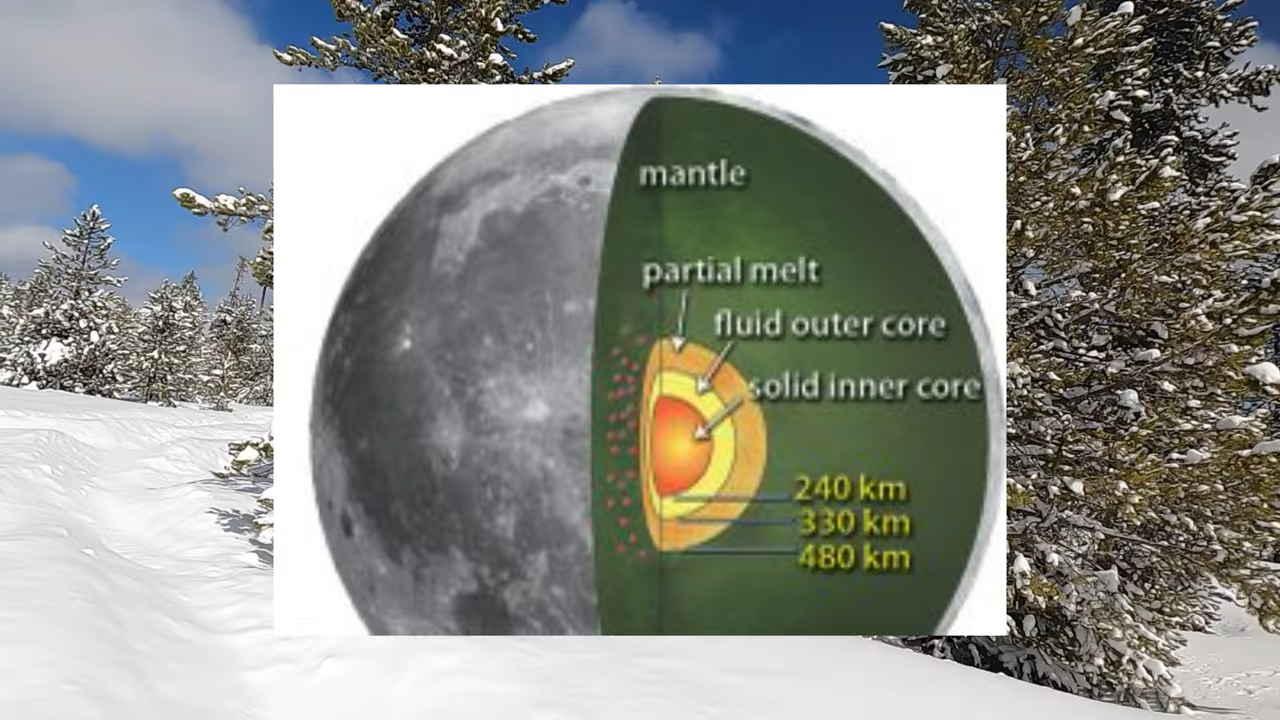 mantle
partial melt
fluid outer core
solid inner core
240 km
330 km
480 km